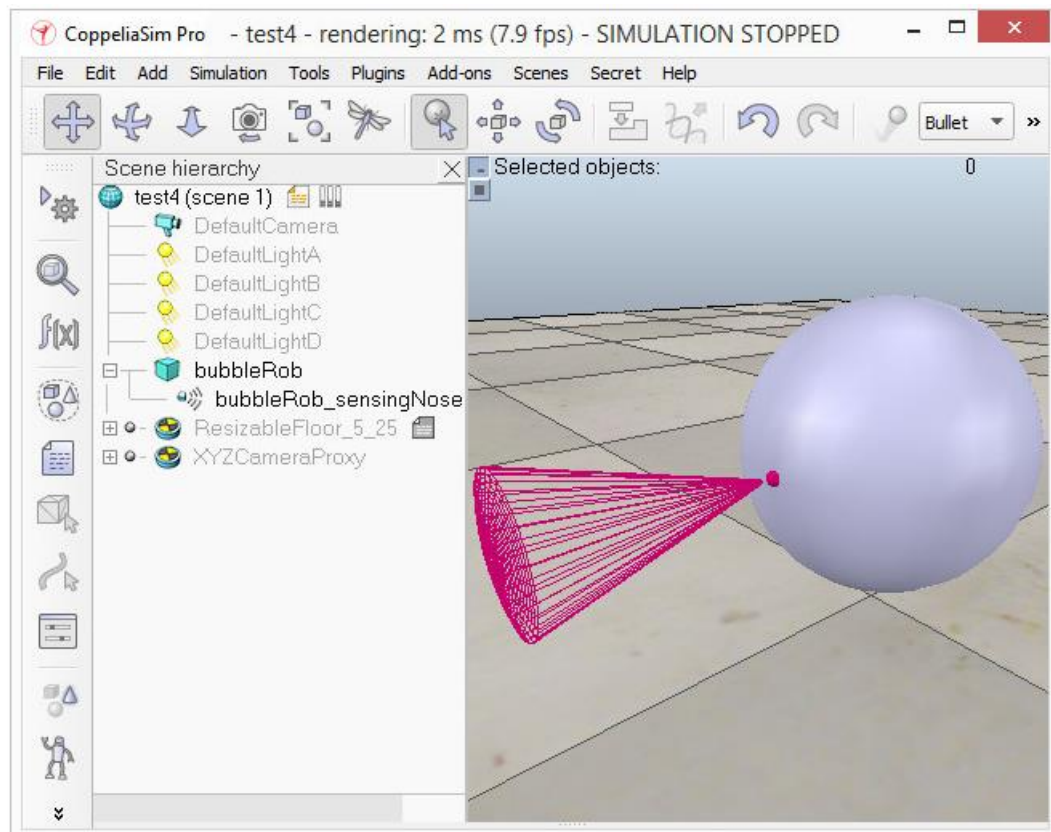 CoppeliaSim Pro - test4 - rendering: 2 ms (7.9 fps) - SIMULATION STOPPED
File Edit Add Simulation Tools Plugins Add-ons Scenes Secret Help
Bullet »
Scene hierarchy
Selected objects: 0
test4 (scene 1)
DefaultCamera
DefaultLightA
DefaultLightB
DefaultLightC
DefaultLightD
f(x)
bubbleRob
bubbleRob_sensingNose
ResizableFloor_5_25
XYZCameraProxy